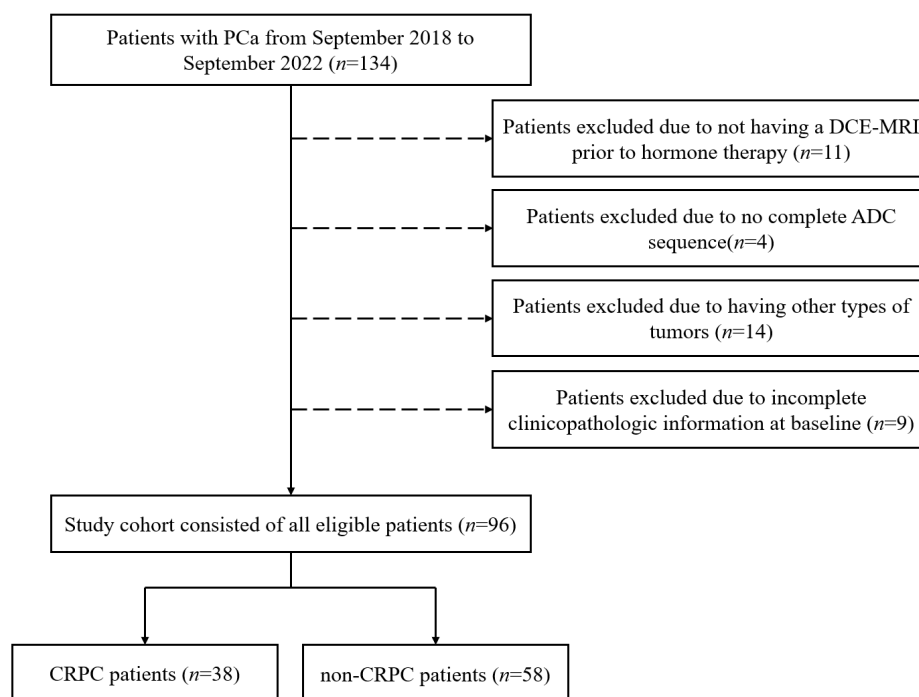 Patients with PCa from September 2018 to
September 2022 (n=134)
Patients excluded due to not having a DCE-MRI
prior to hormone therapy (n=11)
Patients excluded due to no complete ADC
sequence(n=4)
Patients excluded due to having other types of
tumors (n=14)
Patients excluded due to incomplete
clinicopathologic information at baseline (n=9)
Study cohort consisted of all eligible patients (n=96)
CRPC patients (n=38)
non-CRPC patients (n=58)